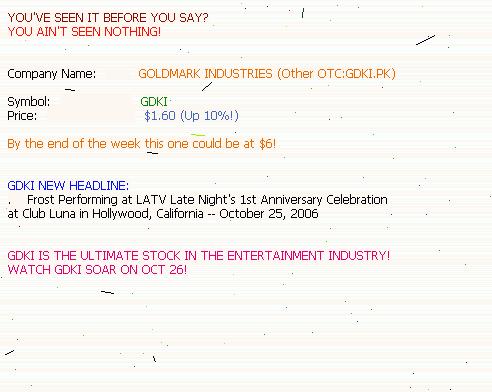 YOU'VE SEEN IT BEFORE YOU SAY?
YOU AIN'T SEEN NOTHING!
Company Name: GOLDMARK INDUSTRIES (Other OTC:GDKI.PK)
Symbol: GDKI
Price: $1.60 (Up 10%!)
By the end of the week this one could be at $6!
GDKI NEW HEADLINE:
. Frost Performing at LATV Late Night's 1st Anniversary Celebration
at Club Luna in Hollywood, California -- October 25, 2006
GDKI IS THE ULTIMATE STOCK IN THE ENTERTAINMENT INDUSTRY!
WATCH GDKI SOAR ON OCT 26!